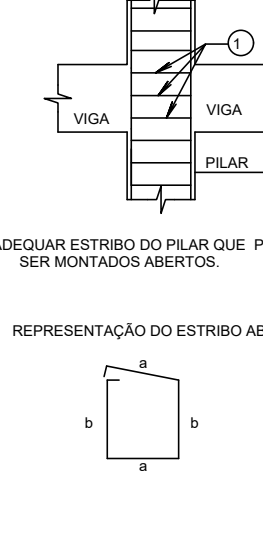 1
VIGA
VIGA
PILAR
ADEQUAR ESTRIBO DO PILAR QUE P
SER MONTADOS ABERTOS.
REPRESENTAÇÃO DO ESTRIBO AB
a
b
b
a